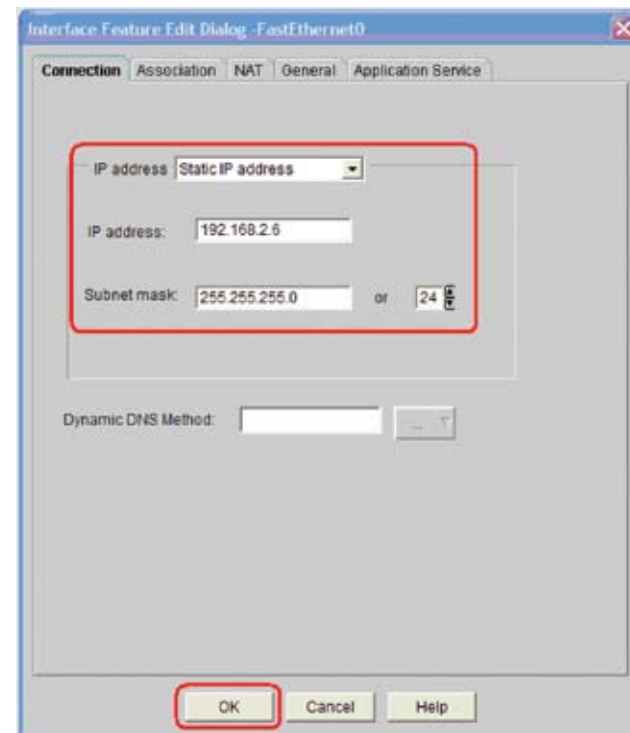 Interface Feature Edit Dialog -FastEthernet0
Connection Association NAT General Application Service
IP address Static IP address
IP address: 192.168.2.6
Subnet mask: 255.255.255.0 or 24
Dynamic DNS Method: ...
OK Cancel Help